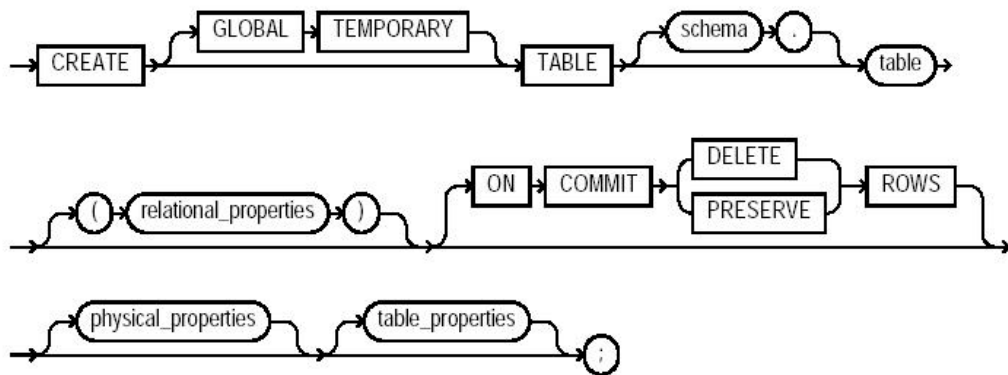 GLOBAL TEMPORARY schema .
CREATE TABLE table
DELETE
( relational_properties ) ON COMMIT ROWS
PRESERVE
physical_properties table_properties
;